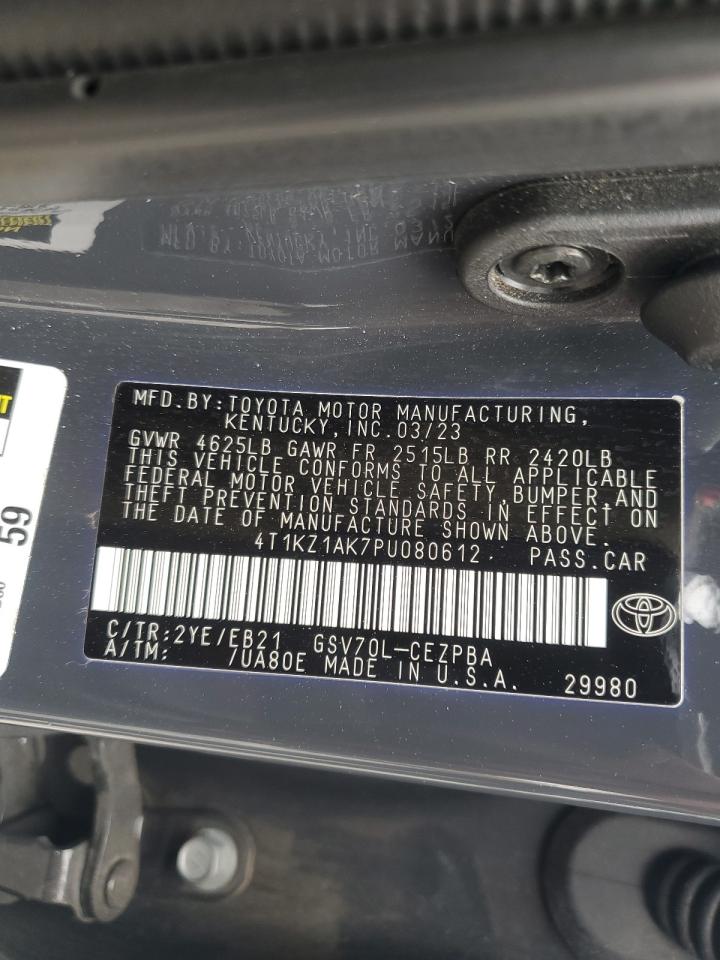 59
MFD.BY:TOYOTA MOTOR MANUFACTURING,
KENTUCKY,INC.03/23
GVWR 4625LB GAWR FR 2515LB RR 2420LB
THIS VEHICLE CONFORMS TO ALL APPLICABLE
FEDERAL MOTOR VEHICLE SAFETY,BUMPER,AND
THEFT PREVENTION STANDARDS IN EFFECT ON
THE DATE OF MANUFACTURE SHOWN ABOVE.
4T1KZ1AK7PU080612 PASS.CAR
C/TR:2YE/EB21 GSV70L-CEZPBA
A/TM: /UA80E MADE IN U.S.A. 29980